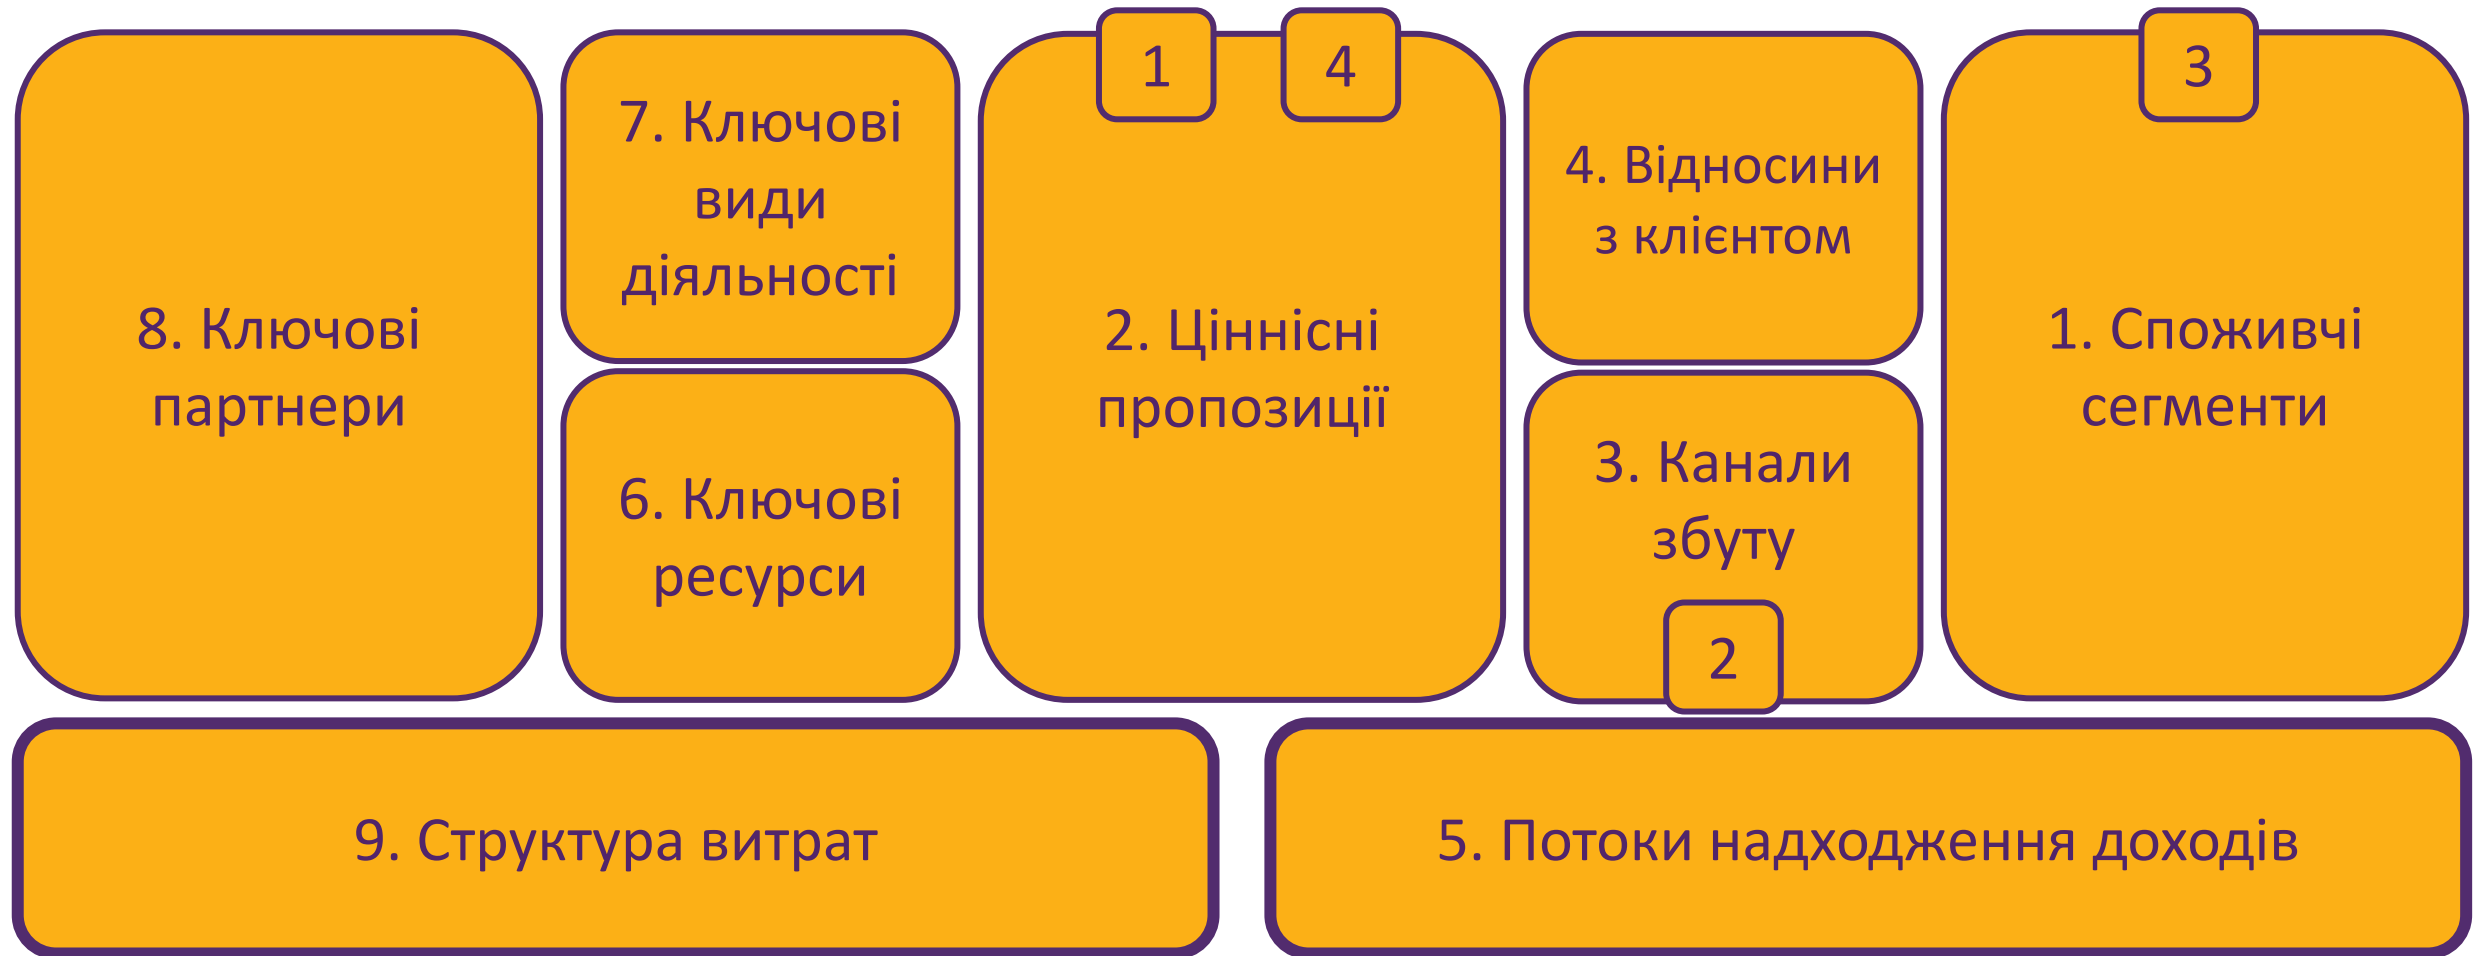 8. Ключові
партнери
7. Ключові
види
діяльності
6. Ключові
ресурси
1
4
2. Ціннісні
пропозиції
4. Відносини
з клієнтом
3. Канали
збуту
2
3
1. Споживчі
сегменти
9. Структура витрат
5. Потоки надходження доходів